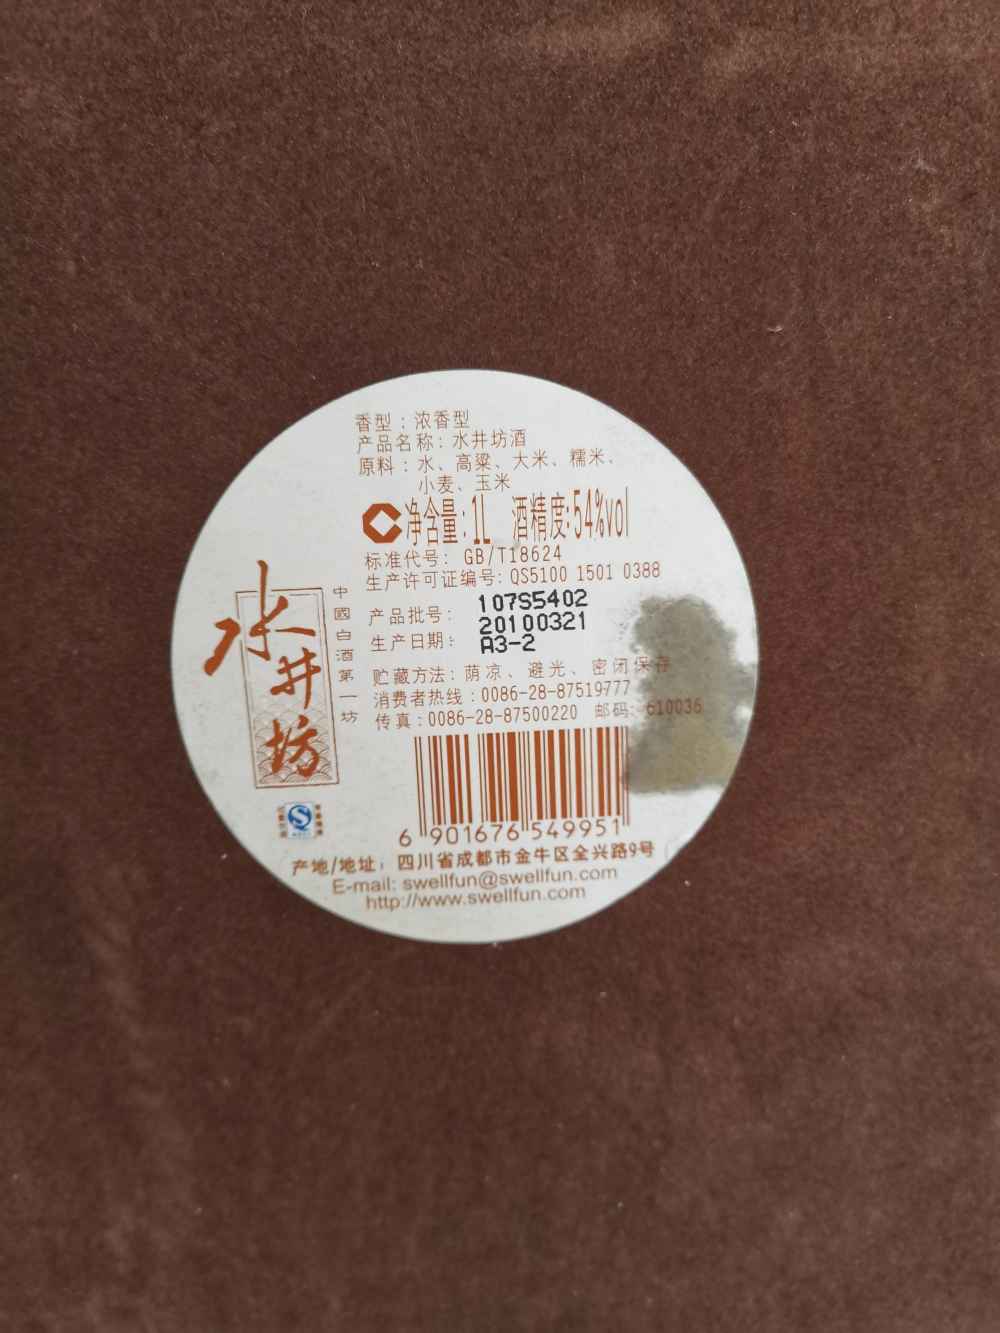 香型：浓香型
产品名称：水井坊酒
原料：水、高粱、大米、糯米、
小麦、玉米
净含量：1L 酒精度：54%vol
标准代号：GB/T18624
生产许可证编号：QS5100 1501 0388
产品批号：107S5402
20100321
生产日期：A3-2
贮藏方法：荫凉、避光、密闭保存
消费者热线：0086-28-87519777
传真：0086-28-87500220 邮码：610036
水井坊
中國白酒第一坊
6 901676 549951
产地/地址：四川省成都市金牛区全兴路9号
E-mail: swellfun@swellfun.com
http://www.swellfun.com